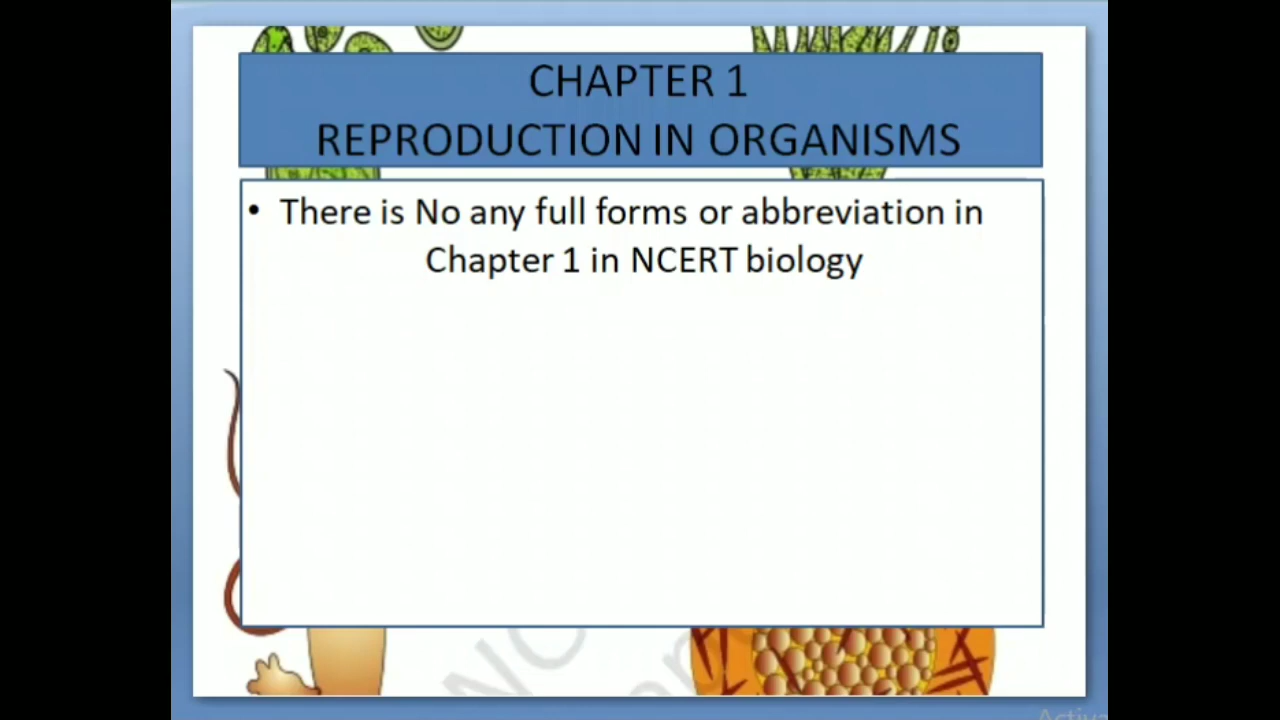 CHAPTER 1
REPRODUCTION IN ORGANISMS
• There is No any full forms or abbreviation in
Chapter 1 in NCERT biology